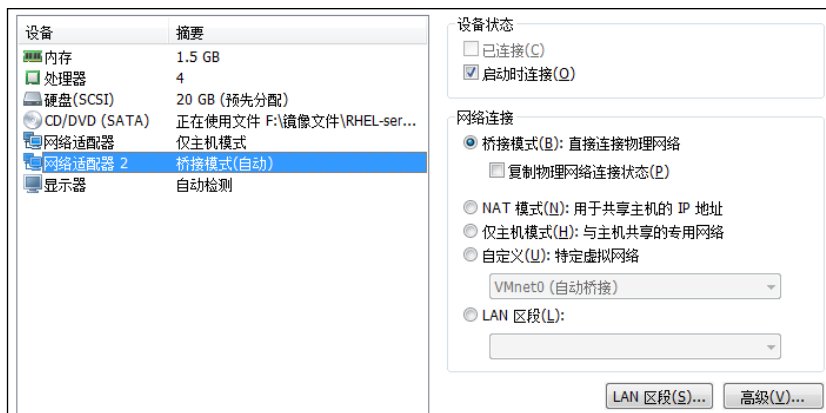 设备 摘要
内存 1.5 GB
处理器 4
硬盘(SCSI) 20 GB (预先分配)
CD/DVD (SATA) 正在使用文件 F:\镜像文件\RHEL-ser...
网络适配器 仅主机模式
网络适配器 2 桥接模式(自动)
显示器 自动检测
设备状态
已连接(C)
启动时连接(O)
网络连接
桥接模式(B): 直接连接物理网络
复制物理网络连接状态(P)
NAT 模式(N): 用于共享主机的 IP 地址
仅主机模式(H): 与主机共享的专用网络
自定义(U): 特定虚拟网络
VMnet0 (自动桥接)
LAN 区段(L):
LAN 区段(S)... 高级(V)...